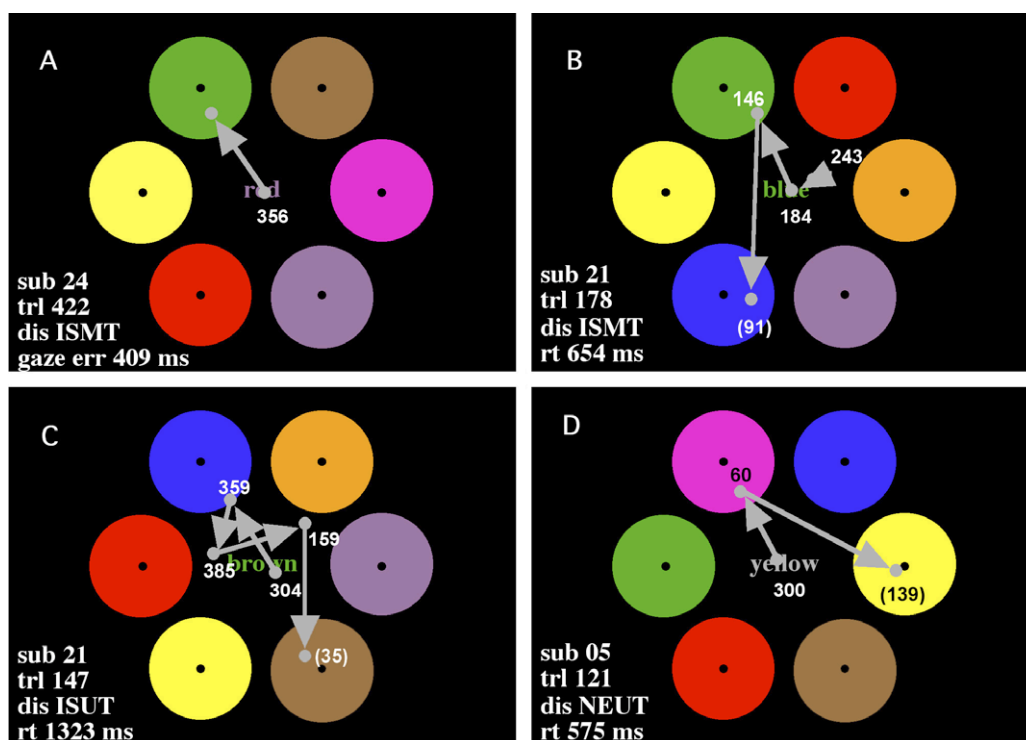 A
red
356
sub 24
trl 422
dis ISMT
gaze err 409 ms
B
146
243
blue
184
(91)
sub 21
trl 178
dis ISMT
rt 654 ms
C
359
159
385
brown
304
(35)
sub 21
trl 147
dis ISUT
rt 1323 ms
D
60
yellow
300
(139)
sub 05
trl 121
dis NEUT
rt 575 ms